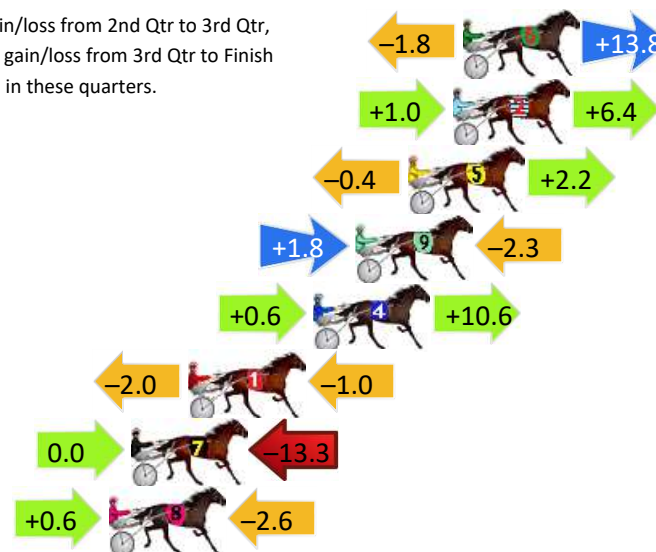 in/loss from 2nd Qtr to 3rd Qtr,
gain/loss from 3rd Qtr to Finish
in these quarters.
–1.8 +13.8
+1.0 2 +6.4
–0.4 5 +2.2
+1.8 9 –2.3
+0.6 4 +10.6
–2.0 1 –1.0
0.0 7 –13.3
+0.6 8 –2.6